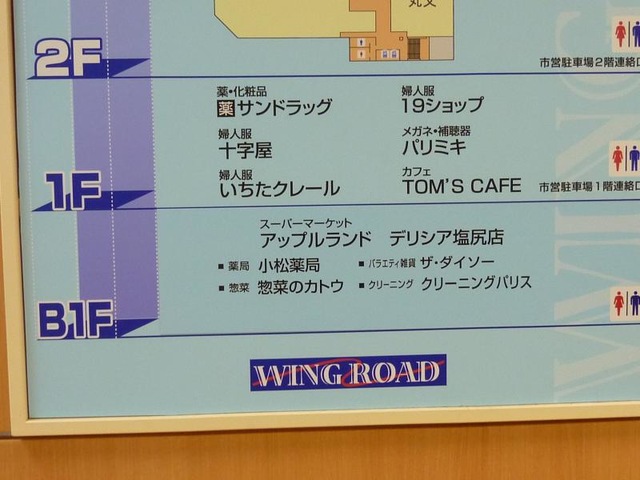 丸文
2F
市営駐車場2階連絡口
薬・化粧品
薬 サンドラッグ
婦人服
19ショップ
婦人服
十字屋
メガネ・補聴器
パリミキ
婦人服
いちたクレール
カフェ
TOM'S CAFE
1F
市営駐車場1階連絡口
スーパーマーケット
アップルランド デリシア塩尻店
■ 薬局 小松薬局
■ バラエティ雑貨 ザ・ダイソー
■ 惣菜 惣菜のカトウ
■ クリーニング クリーニングパリス
B1F
WING ROAD